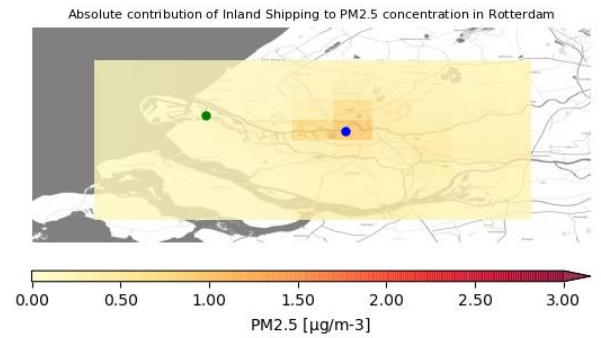 Absolute contribution of Inland Shipping to PM2.5 concentration in Rotterdam
0.00 0.50 1.00 1.50 2.00 2.50 3.00
PM2.5 [µg/m-3]